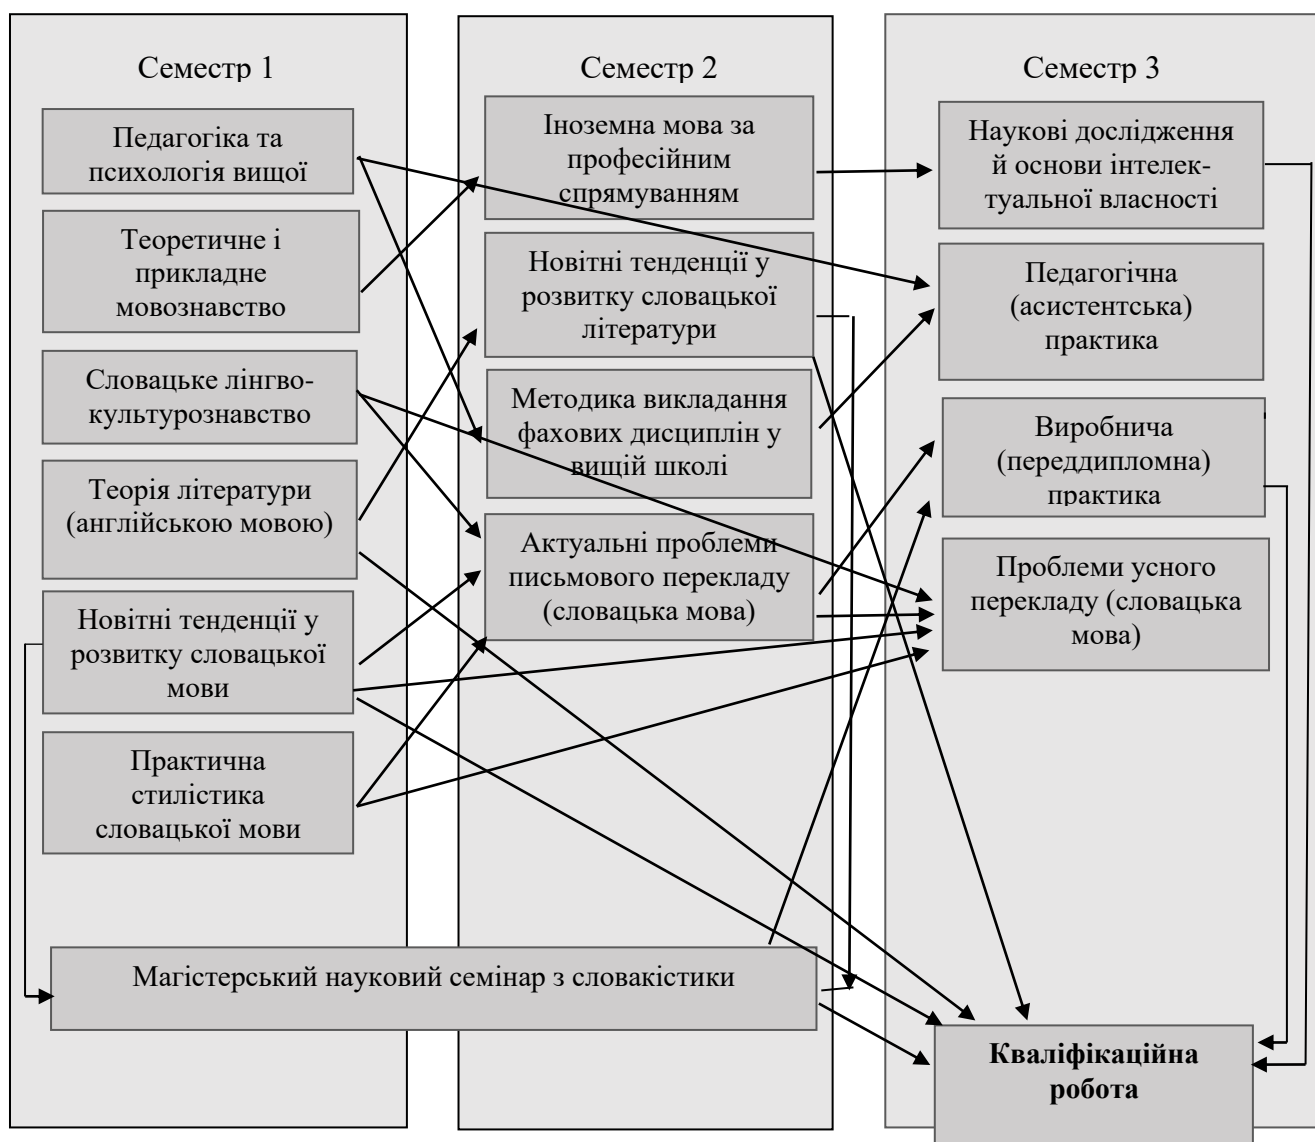 Семестр 1
Педагогіка та
психологія вищої
Теоретичне і
прикладне
мовознавство
Словацьке лінгво-
культурознавство
Теорія літератури
(англійською мовою)
Новітні тенденції у
розвитку словацької
мови
Практична
стилістика
словацької мови
Семестр 2
Іноземна мова за
професійним
спрямуванням
Новітні тенденції у
розвитку словацької
літератури
Методика викладання
фахових дисциплін у
вищій школі
Актуальні проблеми
письмового перекладу
(словацька мова)
Семестр 3
Наукові дослідження
й основи інтелек-
туальної власності
Педагогічна
(асистентська)
практика
Виробнича
(переддипломна)
практика
Проблеми усного
перекладу (словацька
мова)
Магістерський науковий семінар з словакістики
Кваліфікаційна
робота